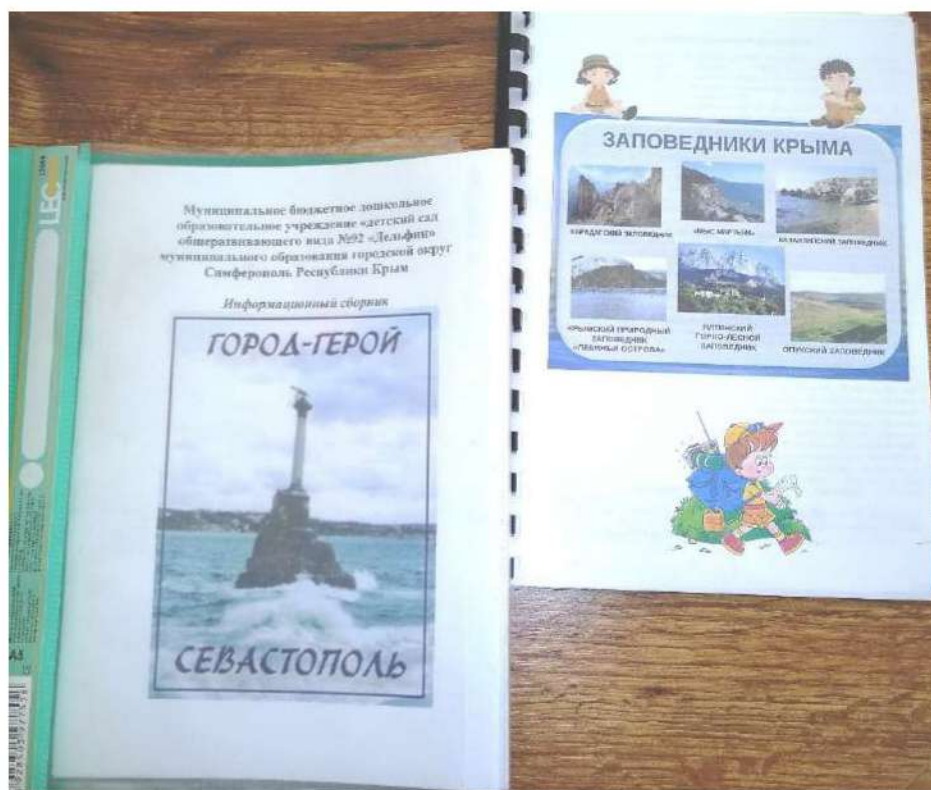 Муниципальное бюджетное дошкольное
образовательное учреждение «детский сад
общеразвивающего вида №92 «Дельфин»
муниципального образования городской округ
Симферополь Республики Крым
Информационный сборник
ГОРОД-ГЕРОЙ
СЕВАСТОПОЛЬ
ЗАПОВЕДНИКИ КРЫМА
КАРАДАГСКИЙ ЗАПОВЕДНИК
«МЫС МАРТЬЯН»
КАЗАНТИПСКИЙ ЗАПОВЕДНИК
КРЫМСКИЙ ПРИРОДНЫЙ
ЗАПОВЕДНИК
«ЛЕБЯЖЬИ ОСТРОВА»
ЯЛТИНСКИЙ
ГОРНО-ЛЕСНОЙ
ЗАПОВЕДНИК
ОПУКСКИЙ ЗАПОВЕДНИК
A5